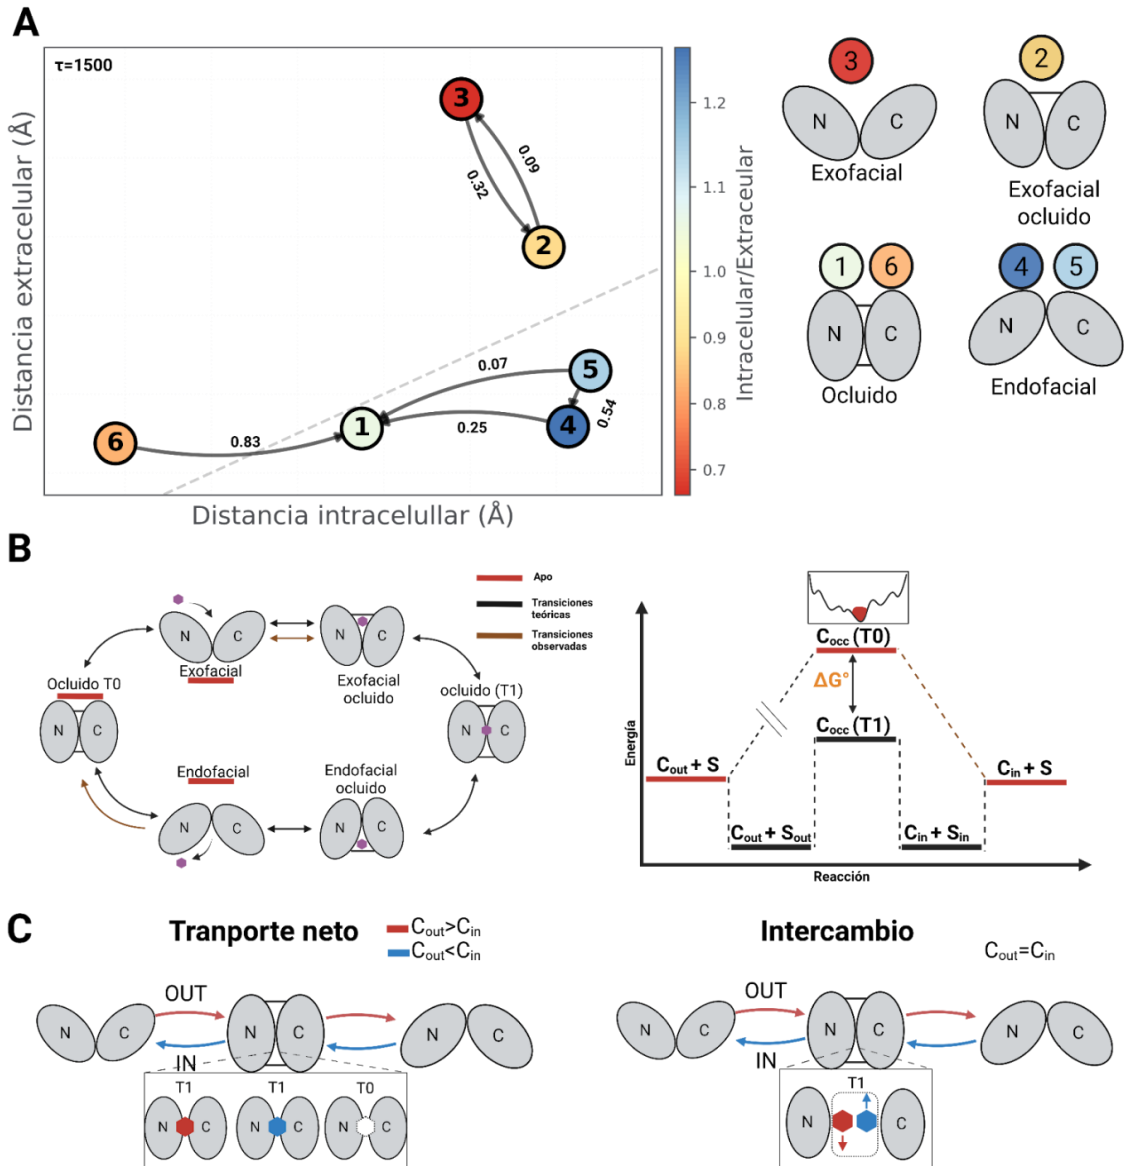 A
τ=1500
Distancia extracelular (Å)
Distancia intracelullar (Å)
3
0.09
0.32
2
5
0.07
0.54
4
0.25
1
0.83
6
1.2
1.1
1.0
0.9
0.8
0.7
Intracelular/Extraceular
3
N C
Exofacial
2
N C
Exofacial
ocluido
1 6
N C
Ocluido
4 5
N C
Endofacial
B
Apo
Transiciones
teóricas
Transiciones
observadas
N C
Exofacial
N C
Exofacial
ocluido
Ocluido T0
N C
ocluido (T1)
N C
Endofacial
N C
Endofacial
ocluido
N C
Energía
Reacción
Cocc (T0)
ΔG°
Cocc (T1)
Cout + S
Cin + S
Cout + Sout
Cin + Sin
C
Tranporte neto
Cout>Cin
Cout<Cin
N C
OUT
IN
N C
N C
T1 T1 T0
N C
N C
N C
Intercambio
Cout=Cin
N C
OUT
IN
N C
N C
T1
N C